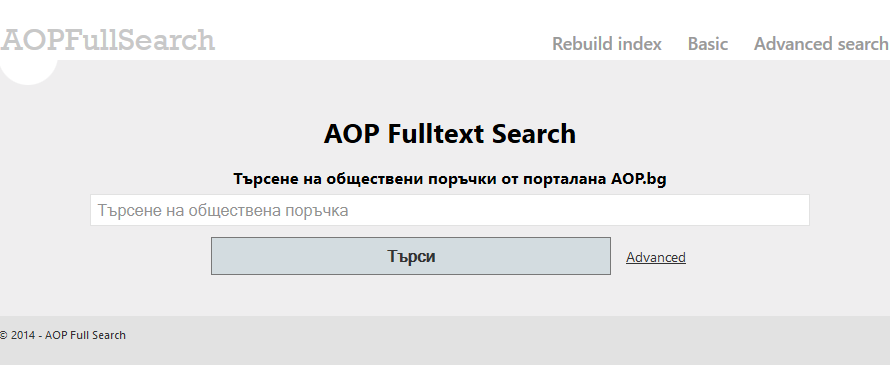 AOPFullSearch
Rebuild index Basic Advanced search
AOP Fulltext Search
Търсене на обществени поръчки от порталана AOP.bg
Търсене на обществена поръчка
Търси Advanced
© 2014 - AOP Full Search